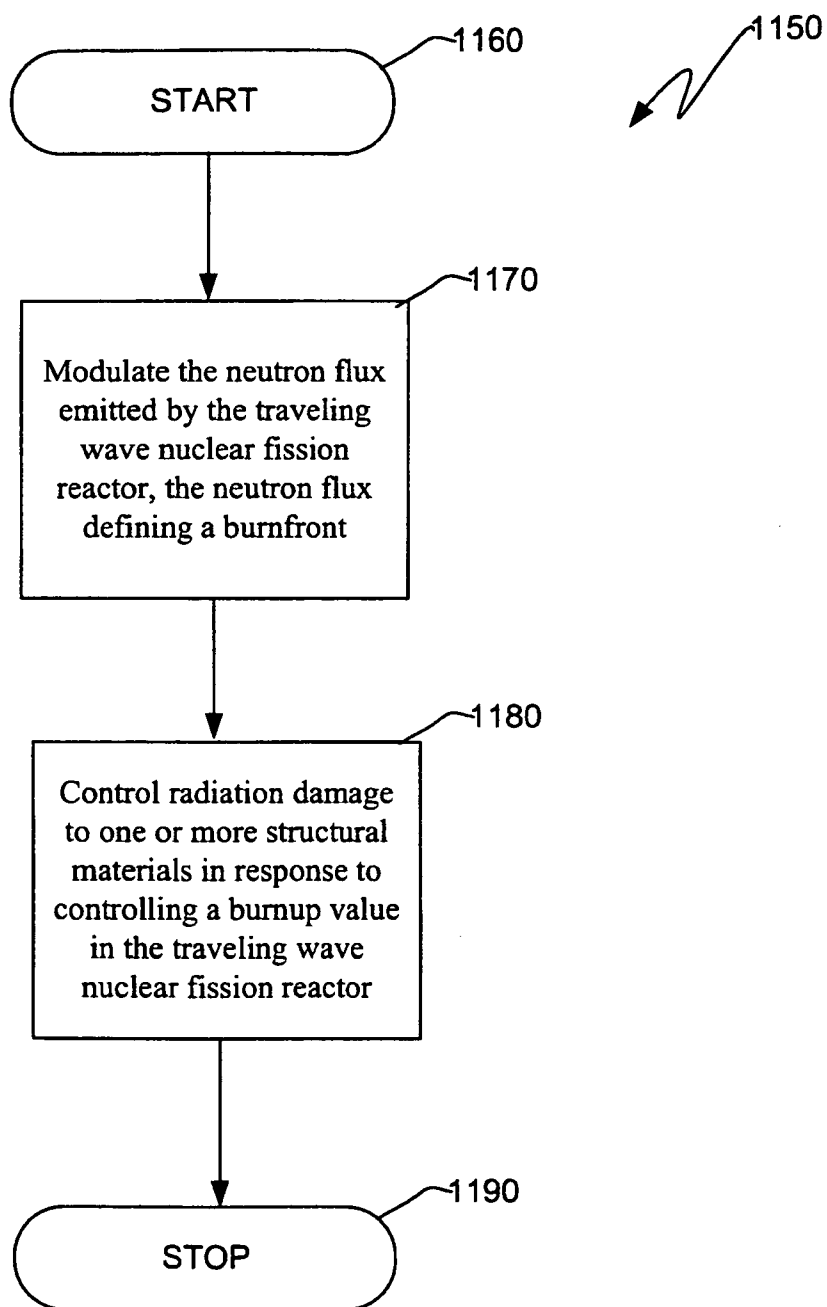 1150
1160
START
1170
Modulate the neutron flux
emitted by the traveling
wave nuclear fission
reactor, the neutron flux
defining a burnfront
1180
Control radiation damage
to one or more structural
materials in response to
controlling a burnup value
in the traveling wave
nuclear fission reactor
1190
STOP